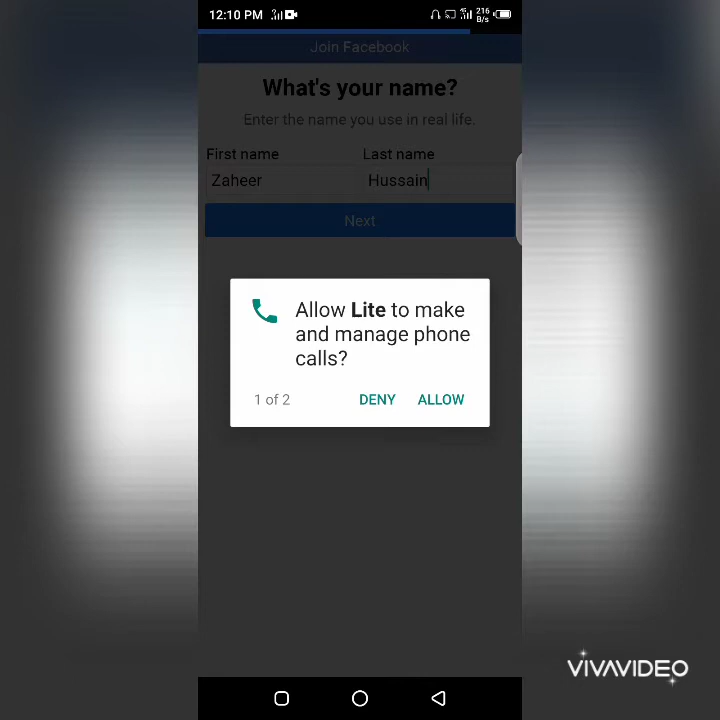 12:10 PM
216
B/s
Join Facebook
What's your name?
Enter the name you use in real life.
First name Last name
Zaheer Hussain
Next
Allow Lite to make
and manage phone
calls?
1 of 2 DENY ALLOW
VIVAVIDEO